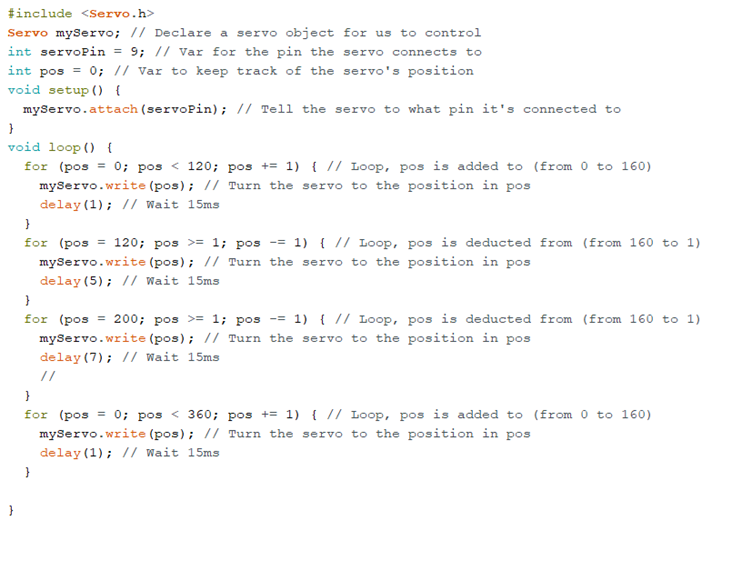 #include <Servo.h>
Servo myServo; // Declare a servo object for us to control
int servoPin = 9; // Var for the pin the servo connects to
int pos = 0; // Var to keep track of the servo's position
void setup() {
  myServo.attach(servoPin); // Tell the servo to what pin it's connected to
}
void loop() {
  for (pos = 0; pos < 120; pos += 1) { // Loop, pos is added to (from 0 to 160)
    myServo.write(pos); // Turn the servo to the position in pos
    delay(1); // Wait 15ms
  }
  for (pos = 120; pos >= 1; pos -= 1) { // Loop, pos is deducted from (from 160 to 1)
    myServo.write(pos); // Turn the servo to the position in pos
    delay(5); // Wait 15ms
  }
  for (pos = 200; pos >= 1; pos -= 1) { // Loop, pos is deducted from (from 160 to 1)
    myServo.write(pos); // Turn the servo to the position in pos
    delay(7); // Wait 15ms
    //
  }
  for (pos = 0; pos < 360; pos += 1) { // Loop, pos is added to (from 0 to 160)
    myServo.write(pos); // Turn the servo to the position in pos
    delay(1); // Wait 15ms
  }
}